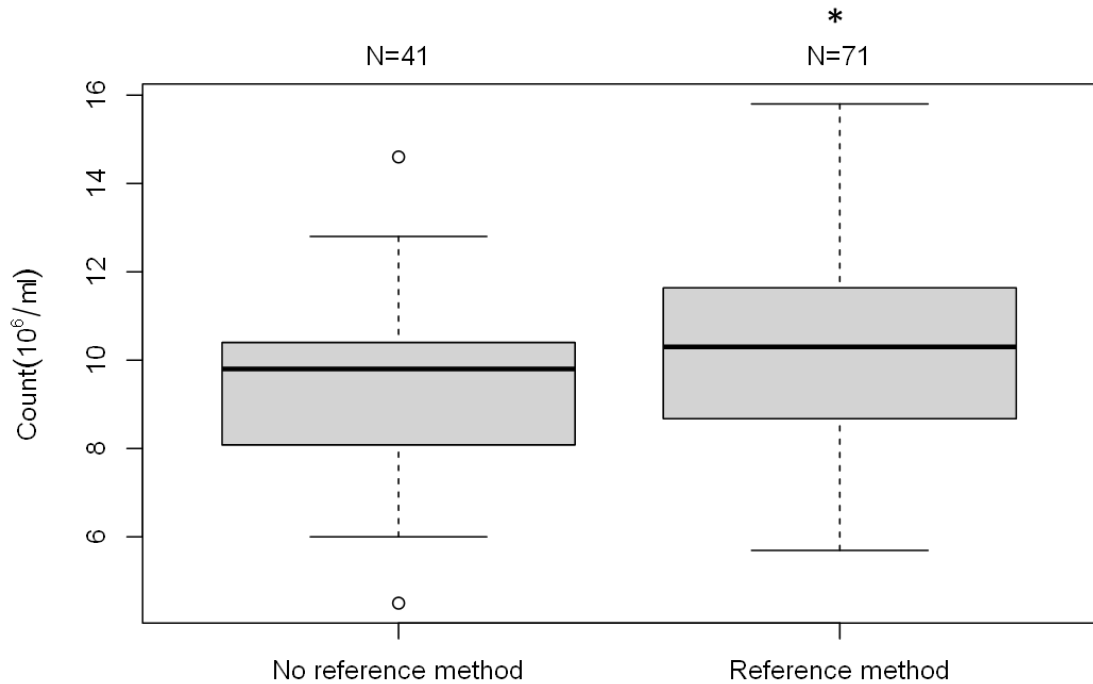 *
N=41 N=71
16
14
12
10
8
6
Count(10⁶/ml)
No reference method Reference method